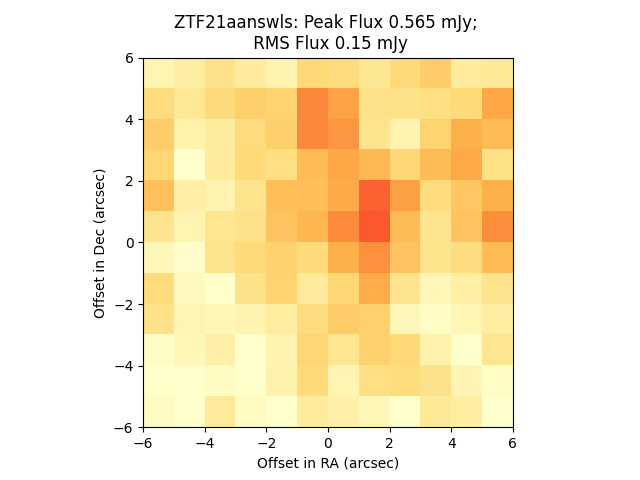 ZTF21aanswls: Peak Flux 0.565 mJy;
RMS Flux 0.15 mJy
6
4
2
0
−2
−4
−6
Offset in Dec (arcsec)
−6 −4 −2 0 2 4 6
Offset in RA (arcsec)